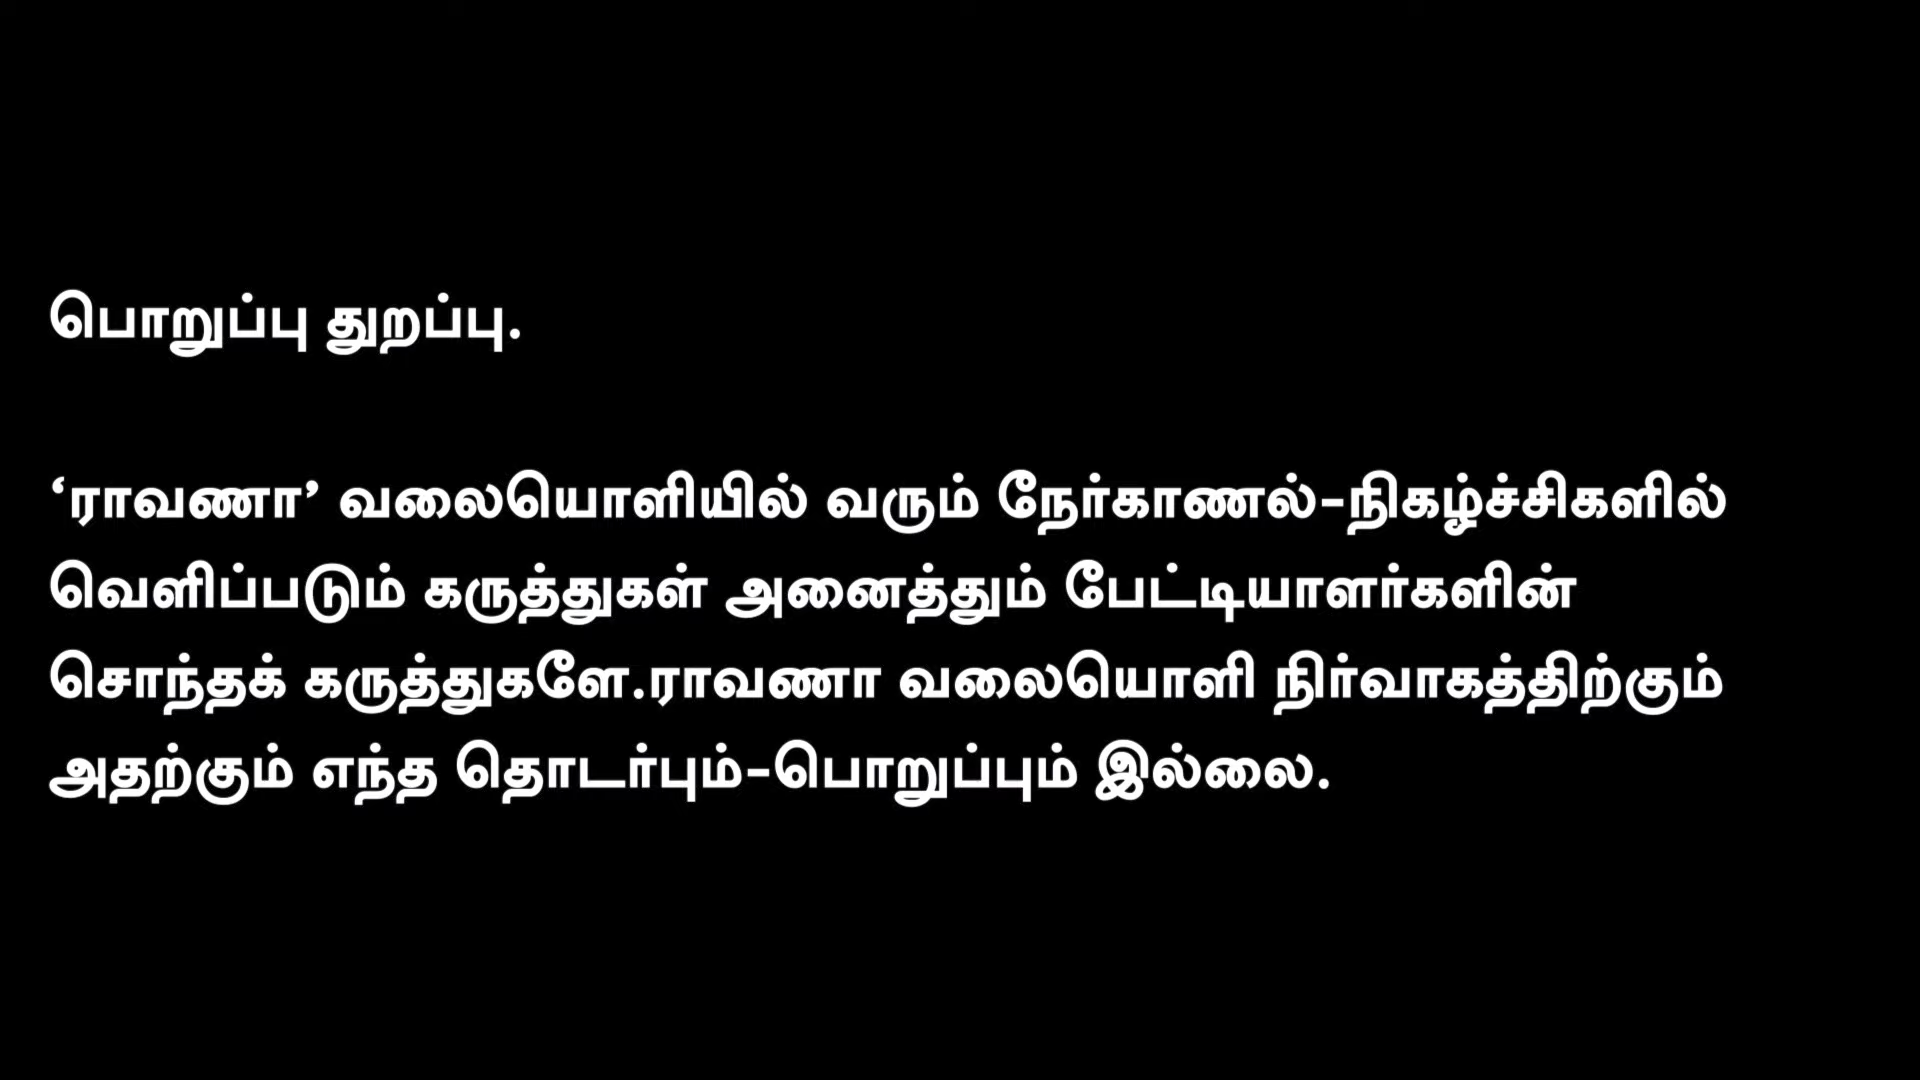 பொறுப்பு துறப்பு.
‘ராவணா’ வலையொளியில் வரும் நேர்காணல்-நிகழ்ச்சிகளில்
வெளிப்படும் கருத்துகள் அனைத்தும் பேட்டியாளர்களின்
சொந்தக் கருத்துகளே.ராவணா வலையொளி நிர்வாகத்திற்கும்
அதற்கும் எந்த தொடர்பும்-பொறுப்பும் இல்லை.